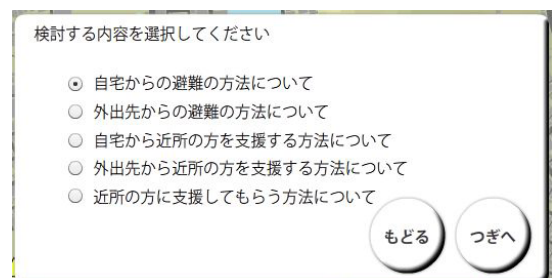 検討する内容を選択してください
自宅からの避難の方法について
外出先からの避難の方法について
自宅から近所の方を支援する方法について
外出先から近所の方を支援する方法について
近所の方に支援してもらう方法について
もどる
つぎへ